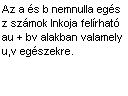 Az a és b nemnulla egés
z számok lnkoja felírható
au + bv alakban valamely
u,v egészekre.